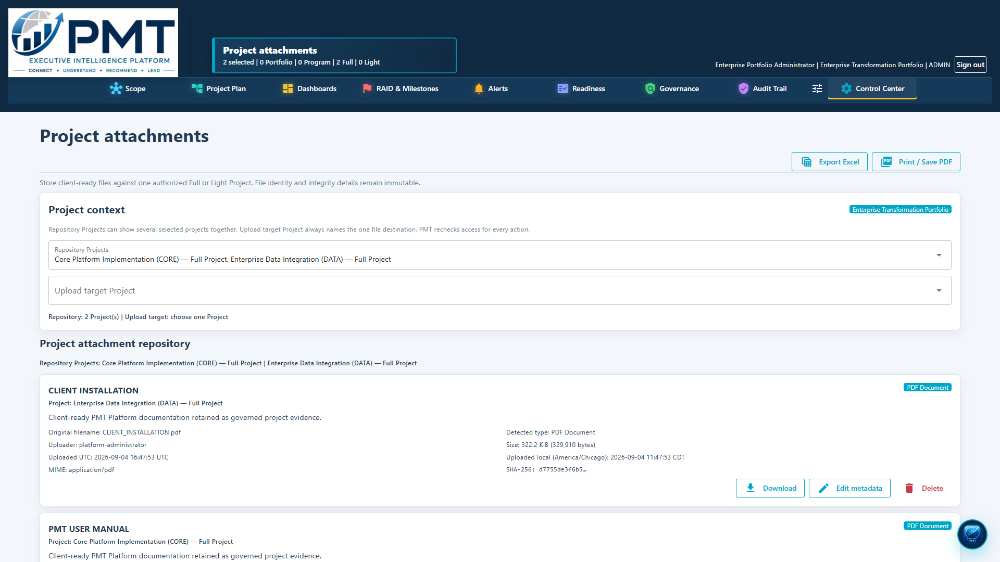 PMT
EXECUTIVE INTELLIGENCE PLATFORM
CONNECT • UNDERSTAND • RECOMMEND • LEAD
Project attachments
2 selected | 0 Portfolio | 0 Program | 2 Full | 0 Light
Enterprise Portfolio Administrator | Enterprise Transformation Portfolio | ADMIN
Sign out
Scope
Project Plan
Dashboards
RAID & Milestones
Alerts
Readiness
Governance
Audit Trail
Control Center
Project attachments
Export Excel
PDF
Print / Save PDF
Store client-ready files against one authorized Full or Light Project. File identity and integrity details remain immutable.
Project context
Enterprise Transformation Portfolio
Repository Projects can show several selected projects together. Upload target Project always names the one file destination. PMT rechecks access for every action.
Repository Projects
Core Platform Implementation (CORE) — Full Project, Enterprise Data Integration (DATA) — Full Project
Upload target Project
Repository: 2 Project(s) | Upload target: choose one Project
Project attachment repository
Repository Projects: Core Platform Implementation (CORE) — Full Project | Enterprise Data Integration (DATA) — Full Project
CLIENT INSTALLATION
PDF Document
Project: Enterprise Data Integration (DATA) — Full Project
Client-ready PMT Platform documentation retained as governed project evidence.
Original filename: CLIENT_INSTALLATION.pdf
Detected type: PDF Document
Uploader: platform-administrator
Size: 322.2 KiB (329,910 bytes)
Uploaded UTC: 2026-09-04 16:47:53 UTC
Uploaded local (America/Chicago): 2026-09-04 11:47:53 CDT
MIME: application/pdf
SHA-256: d7755de3f6b5…
Download
Edit metadata
Delete
PMT USER MANUAL
PDF Document
Project: Core Platform Implementation (CORE) — Full Project
Client-ready PMT Platform documentation retained as governed project evidence.
PMT